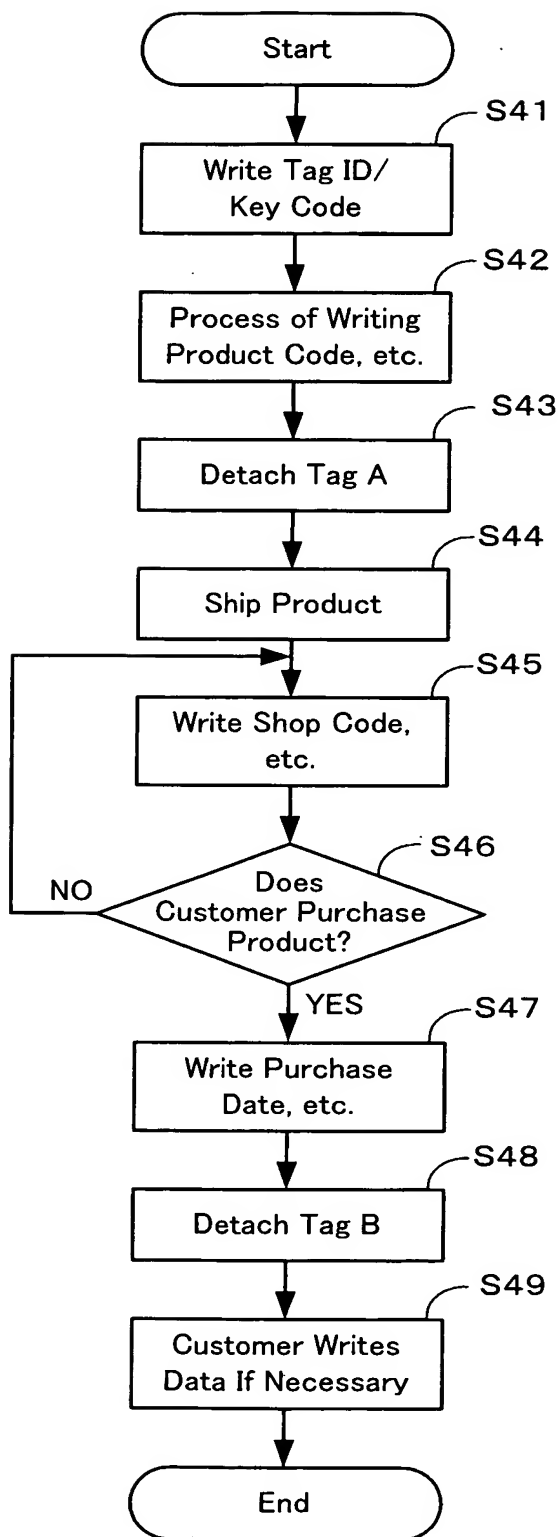 Start
S41
Write Tag ID/
Key Code
S42
Process of Writing
Product Code, etc.
S43
Detach Tag A
S44
Ship Product
S45
Write Shop Code,
etc.
S46
Does
Customer Purchase
Product?
NO
YES
S47
Write Purchase
Date, etc.
S48
Detach Tag B
S49
Customer Writes
Data If Necessary
End